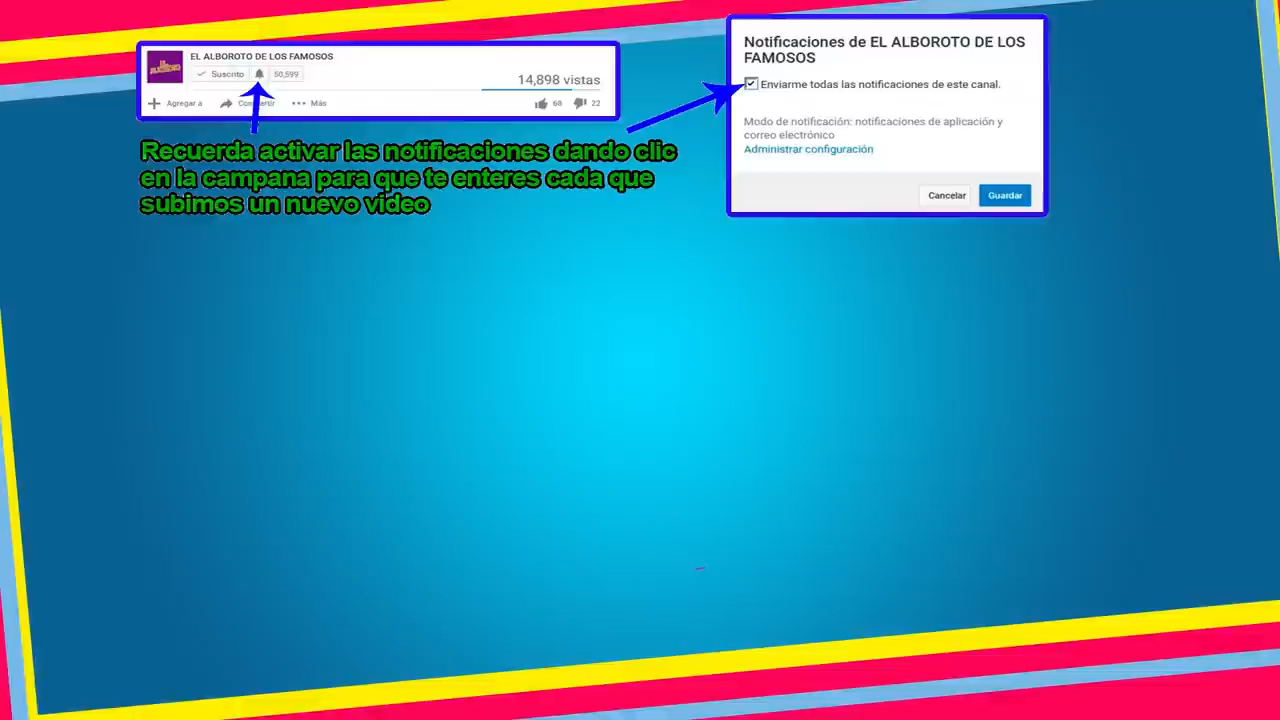 EL ALBOROTO DE LOS FAMOSOS
Suscrito 50,599
14,898 vistas
Agregar a Compartir Más 68 22
Recuerda activar las notificaciones dando clic
en la campana para que te enteres cada que
subimos un nuevo video
Notificaciones de EL ALBOROTO DE LOS
FAMOSOS
Enviarme todas las notificaciones de este canal.
Modo de notificación: notificaciones de aplicación y
correo electrónico
Administrar configuración
Cancelar Guardar